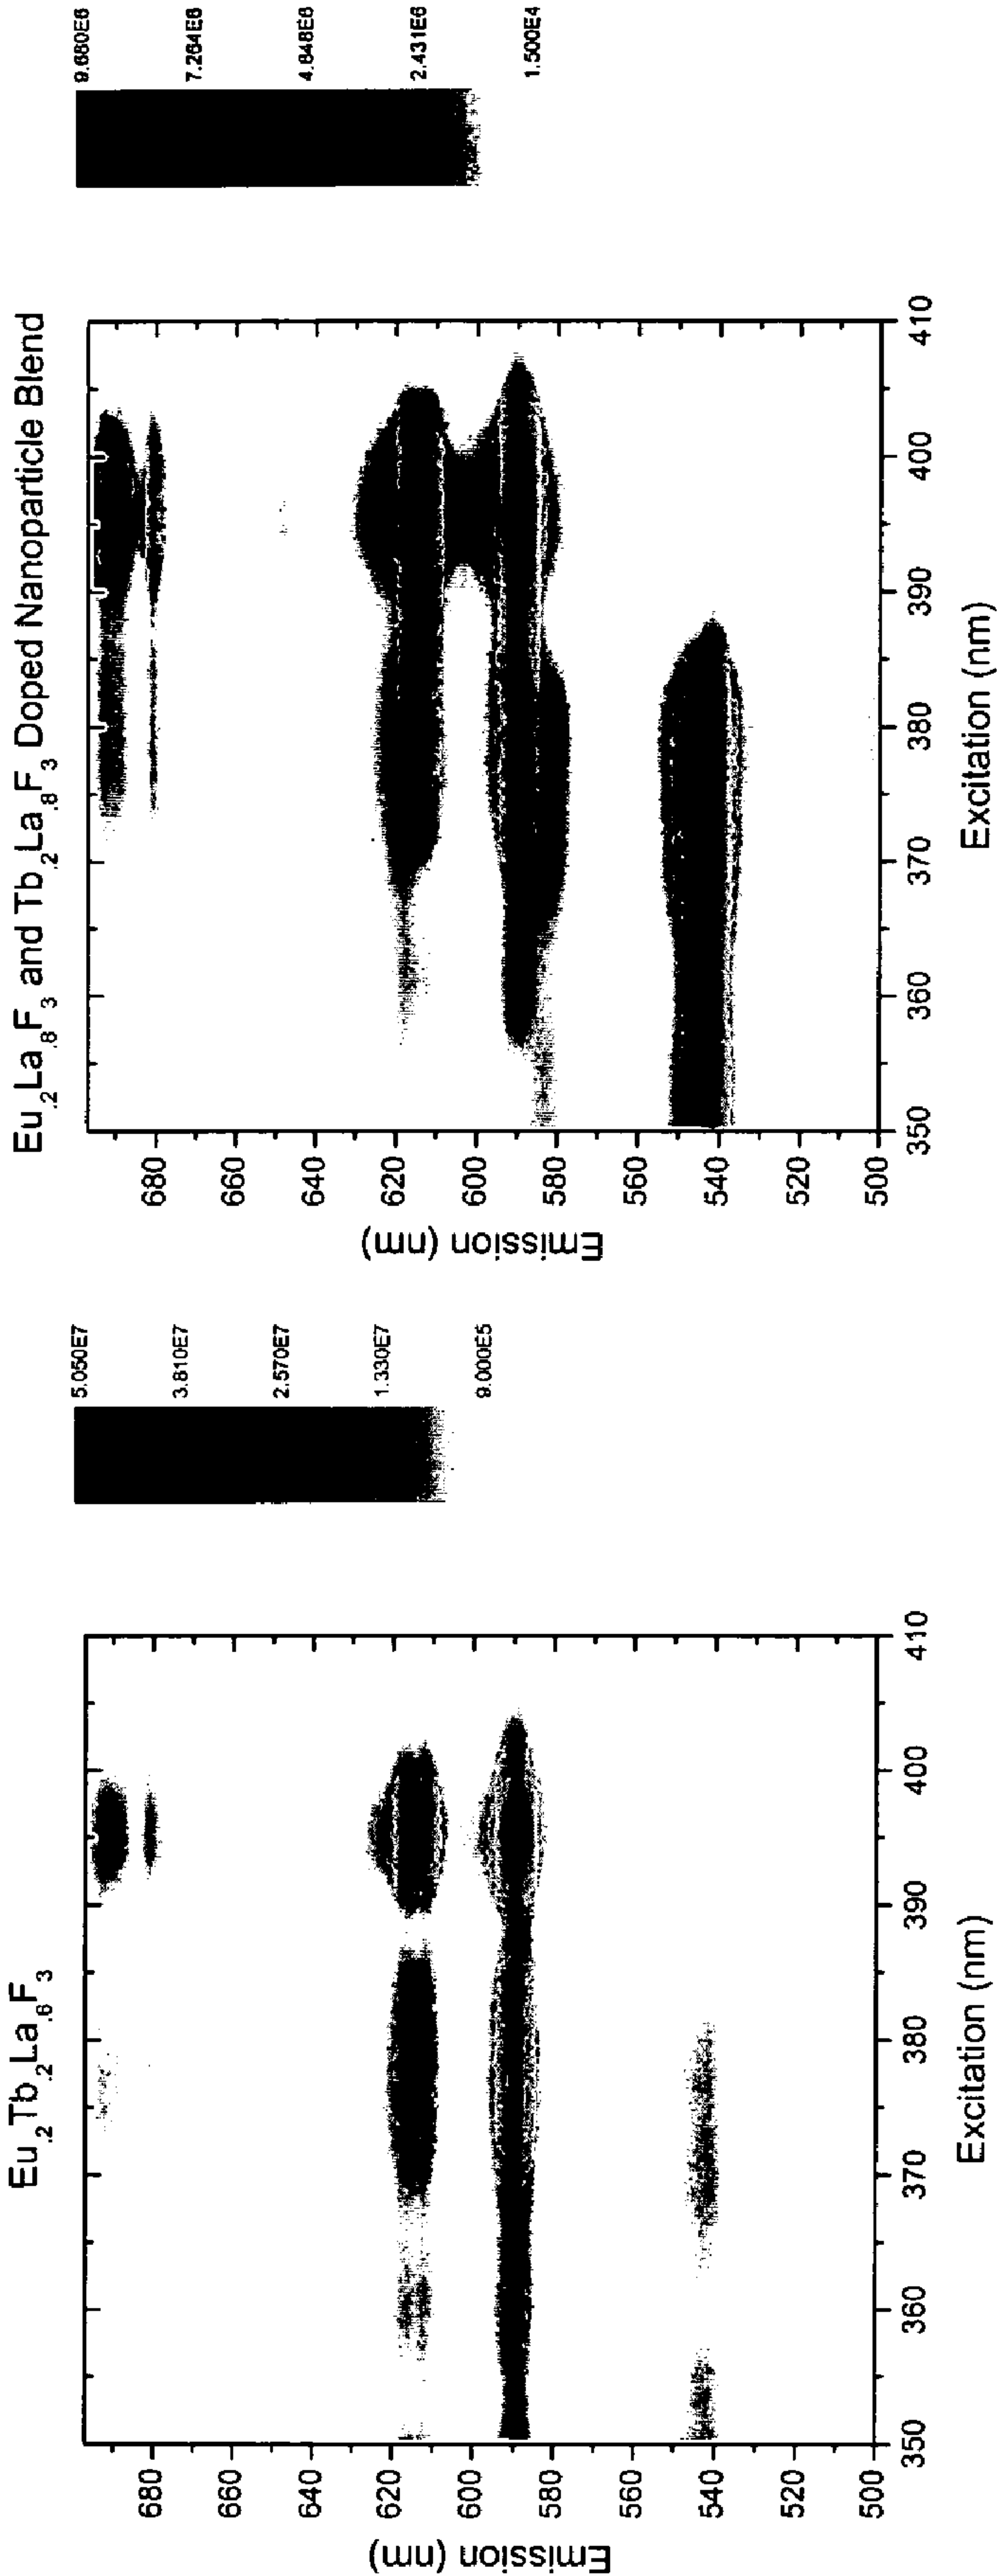 Eu.2Tb.2La.6F3
Emission (nm)
680
660
640
620
600
580
560
540
520
500
350 360 370 380 390 400 410
Excitation (nm)
5.050E7
3.810E7
2.570E7
1.330E7
9.000E5
Eu.2La.8F3 and Tb.2La.8F3 Doped Nanoparticle Blend
Emission (nm)
680
660
640
620
600
580
560
540
520
500
350 360 370 380 390 400 410
Excitation (nm)
9.680E6
7.264E6
4.848E6
2.431E6
1.500E4